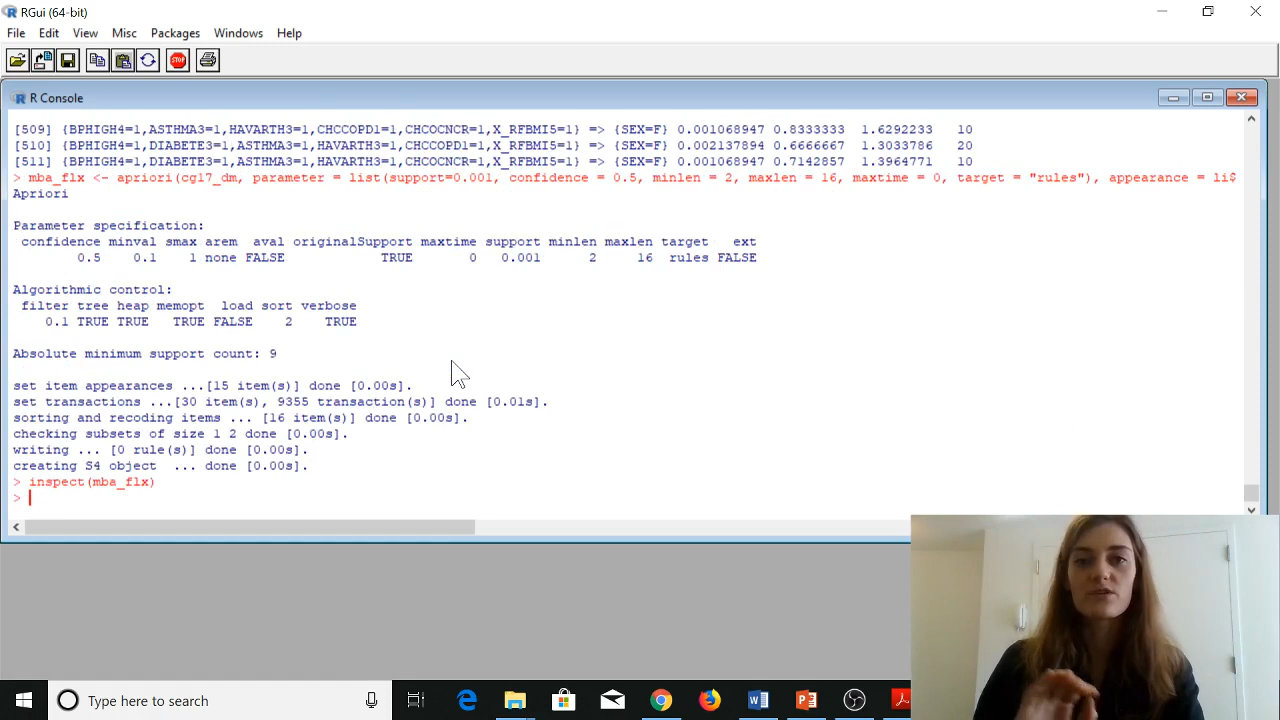 RGui (64-bit)
File Edit View Misc Packages Windows Help
STOP
R Console
[509] {BPHIGH4=1,ASTHMA3=1,HAVARTH3=1,CHCCOPD1=1,CHCOCNCR=1,X_RFBMI5=1} => {SEX=F} 0.001068947 0.8333333 1.6292233 10
[510] {BPHIGH4=1,DIABETE3=1,ASTHMA3=1,HAVARTH3=1,CHCCOPD1=1,X_RFBMI5=1} => {SEX=F} 0.002137894 0.6666667 1.3033786 20
[511] {BPHIGH4=1,DIABETE3=1,ASTHMA3=1,HAVARTH3=1,CHCOCNCR=1,X_RFBMI5=1} => {SEX=F} 0.001068947 0.7142857 1.3964771 10
> mba_flx <- apriori(cg17_dm, parameter = list(support=0.001, confidence = 0.5, minlen = 2, maxlen = 16, maxtime = 0, target = "rules"), appearance = li$
Apriori
Parameter specification:
confidence minval smax arem aval originalSupport maxtime support minlen maxlen target ext
0.5 0.1 1 none FALSE TRUE 0 0.001 2 16 rules FALSE
Algorithmic control:
filter tree heap memopt load sort verbose
0.1 TRUE TRUE TRUE FALSE 2 TRUE
Absolute minimum support count: 9
set item appearances ...[15 item(s)] done [0.00s].
set transactions ...[30 item(s), 9355 transaction(s)] done [0.01s].
sorting and recoding items ... [16 item(s)] done [0.00s].
checking subsets of size 1 2 done [0.00s].
writing ... [0 rule(s)] done [0.00s].
creating S4 object ... done [0.00s].
> inspect(mba_flx)
>
Type here to search